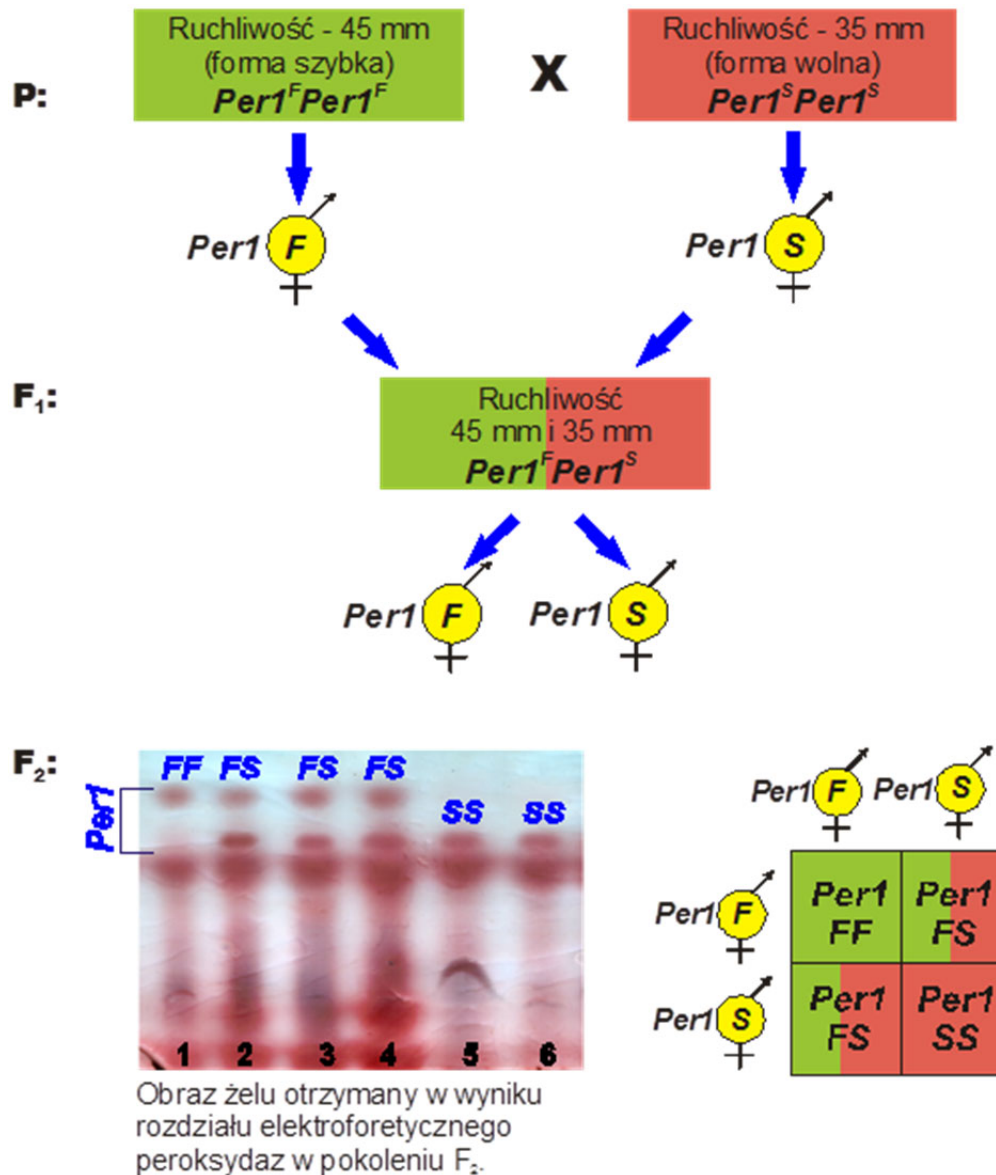 P:
Ruchliwość - 45 mm
(forma szybka)
Per1ᶠPer1ᶠ
X
Ruchliwość - 35 mm
(forma wolna)
Per1ˢPer1ˢ
Per1 F
Per1 S
F₁:
Ruchliwość
45 mm i 35 mm
Per1ᶠPer1ˢ
Per1 F
Per1 S
F₂:
Per1
FF FS FS FS SS SS
1 2 3 4 5 6
Obraz żelu otrzymany w wyniku
rozdziału elektroforetycznego
peroksydaz w pokoleniu F₂.
Per1 F Per1 S
Per1 F
Per1 FF
Per1 FS
Per1 S
Per1 FS
Per1 SS